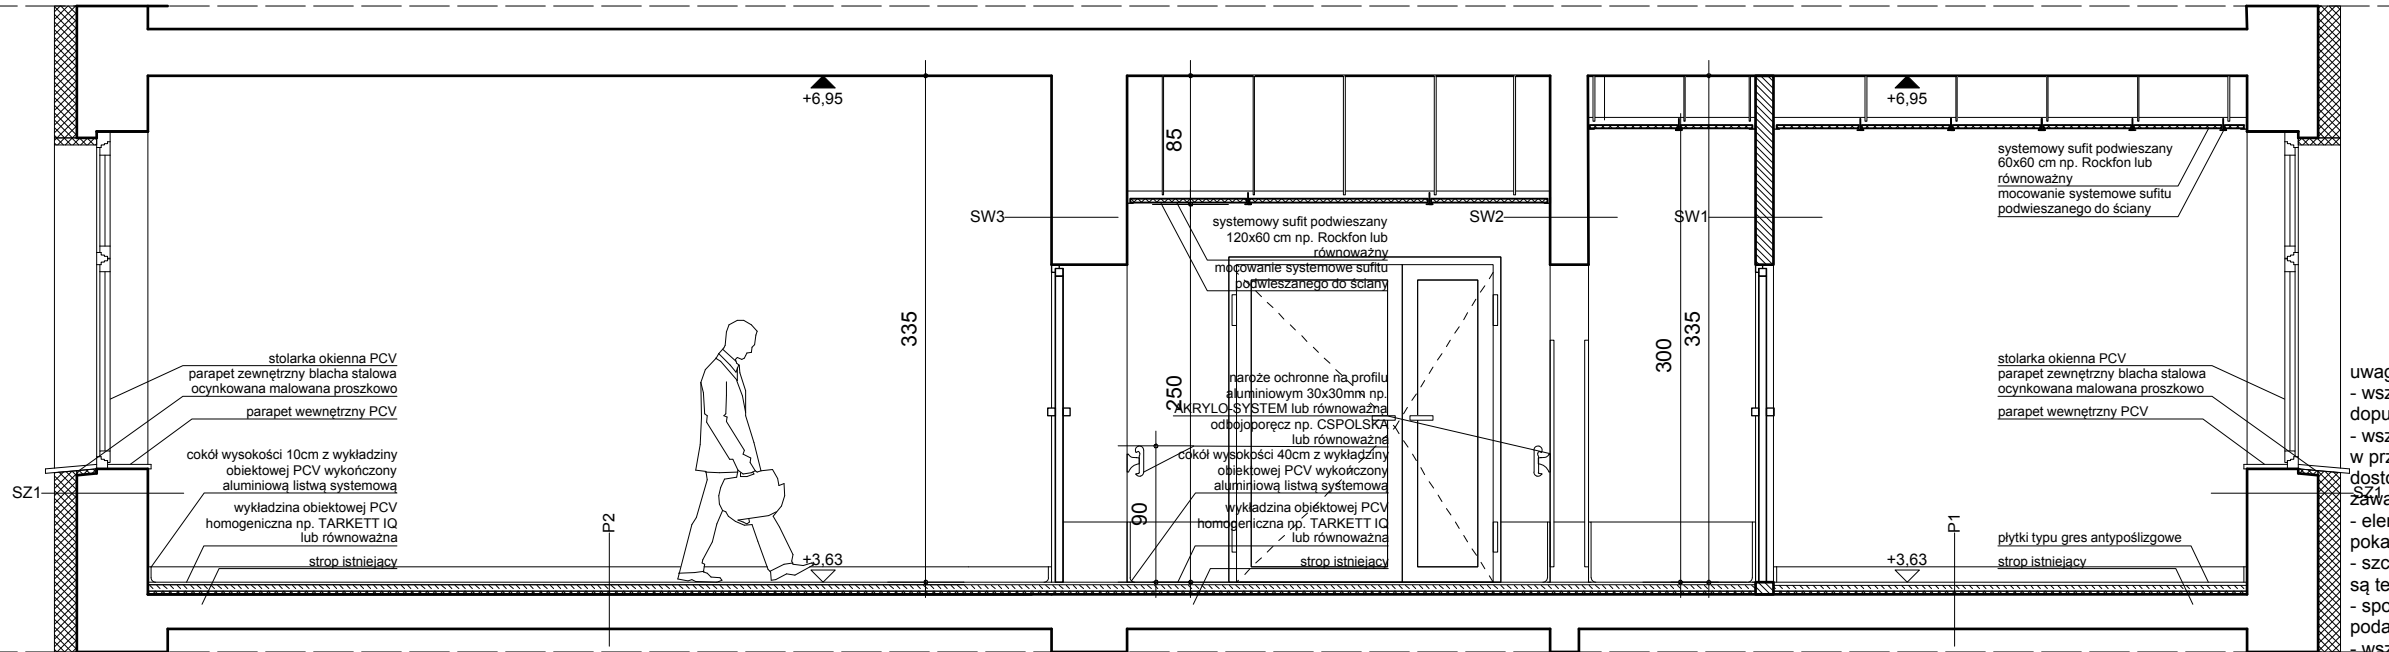 +6,95
+6,95
85
systemowy sufit podwieszany
60x60 cm np. Rockfon lub
równoważny
mocowanie systemowe sufitu
podwieszanego do ściany
SW3
SW2
SW1
systemowy sufit podwieszany
120x60 cm np. Rockfon lub
równoważny
mocowanie systemowe sufitu
podwieszanego do ściany
335
300
335
250
90
stolarka okienna PCV
parapet zewnętrzny blacha stalowa
ocynkowana malowana proszkowo
parapet wewnętrzny PCV
cokół wysokości 10cm z wykładziny
obiektowej PCV wykończony
aluminiową listwą systemową
wykładzina obiektowej PCV
homogeniczna np. TARKETT IQ
lub równoważna
strop istniejący
SZ1
P2
+3,63
naroże ochronne na profilu
aluminiowym 30x30mm np.
AKRYLO-SYSTEM lub równoważna
odbojoporęcz np. CSPOLSKA
lub równoważna
cokół wysokości 40cm z wykładziny
obiektowej PCV wykończony
aluminiową listwą systemową
wykładzina obiektowej PCV
homogeniczna np. TARKETT IQ
lub równoważna
strop istniejący
stolarka okienna PCV
parapet zewnętrzny blacha stalowa
ocynkowana malowana proszkowo
parapet wewnętrzny PCV
P1
płytki typu gres antypoślizgowe
strop istniejący
+3,63
SZ1
uwag
- wsz
dopu
- wsz
w prz
dosto
zawa
- eler
poka
- szc
są te
- spo
poda
- wsz